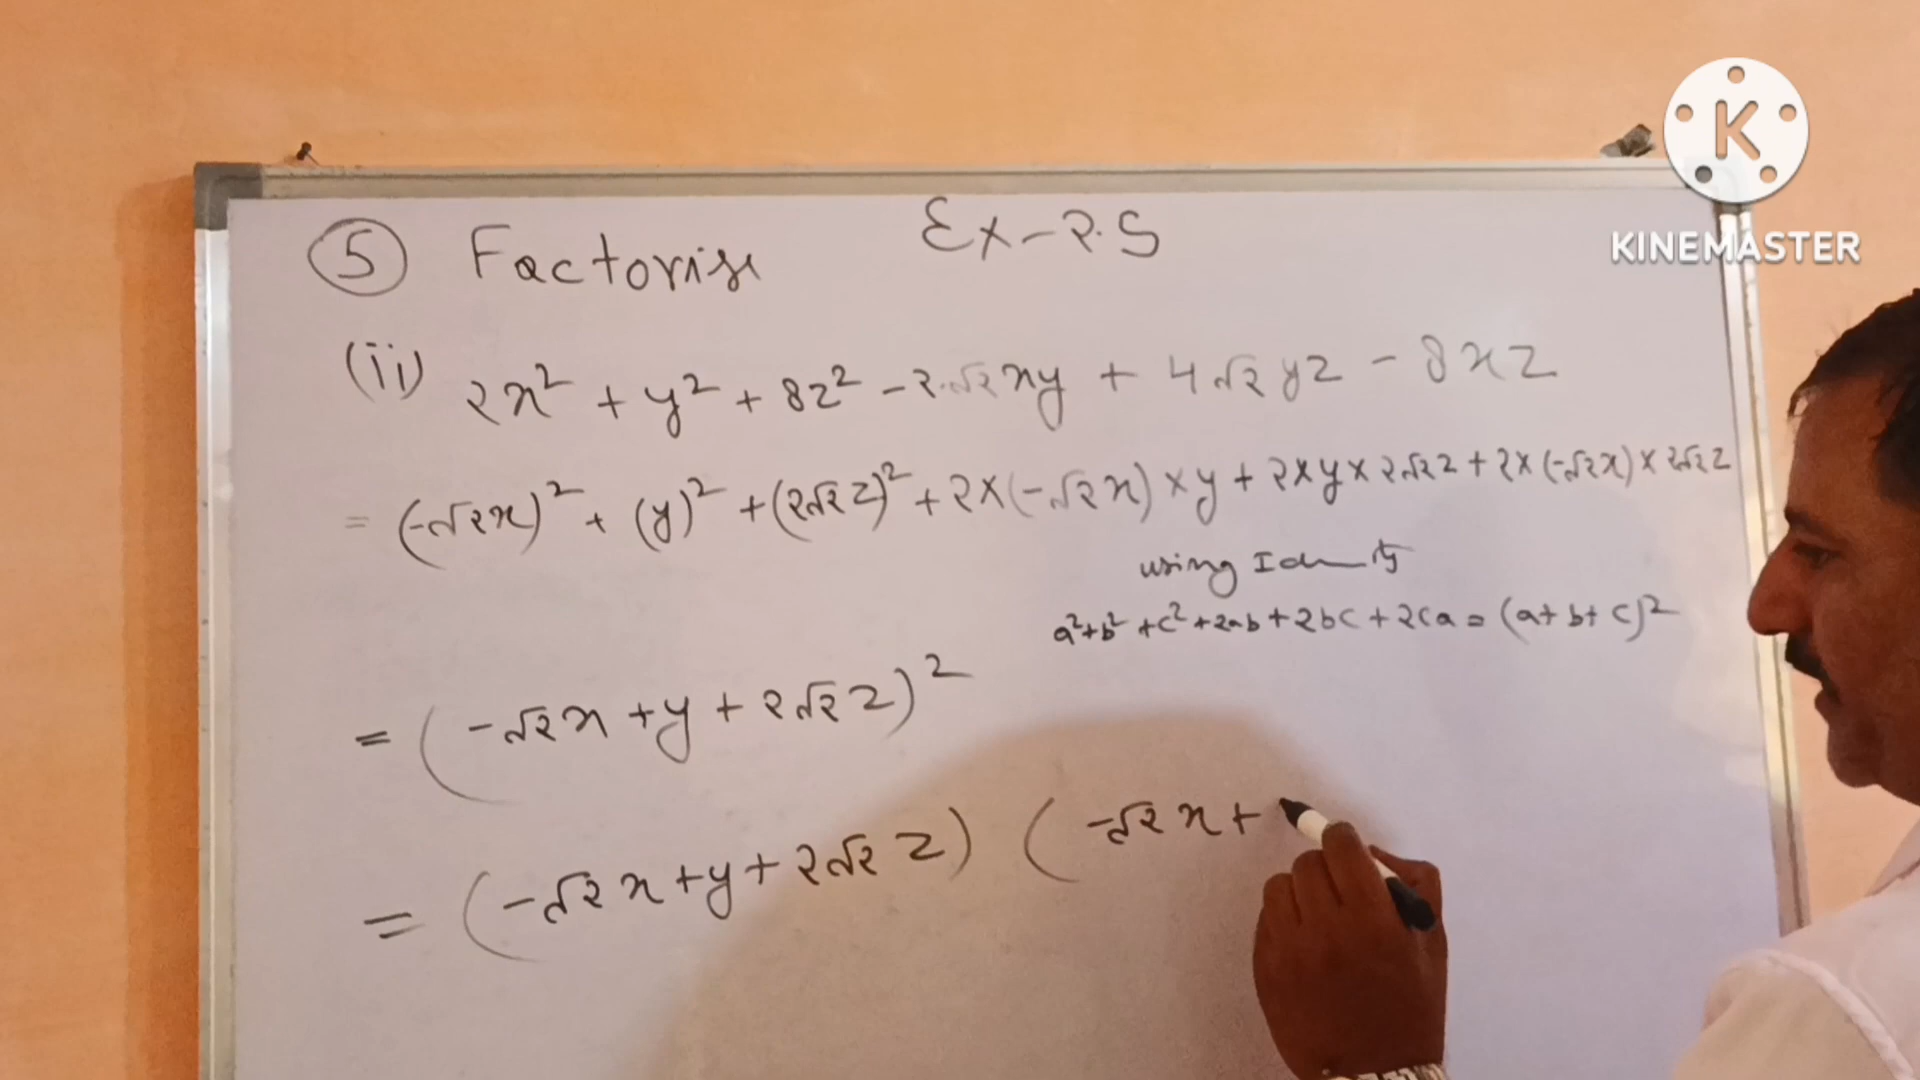 ⑤ Factorise Ex-2.5
(ii) 2x² + y² + 8z² - 2√2xy + 4√2yz - 8xz
= (-√2x)² + (y)² + (2√2z)² + 2×(-√2x)×y + 2×y×2√2z + 2×(-√2x)×2√2z
using Identity
a²+b²+c²+2ab+2bc+2ca = (a+b+c)²
= (-√2x + y + 2√2z)²
= (-√2x + y + 2√2z) (-√2x +
K
KINEMASTER